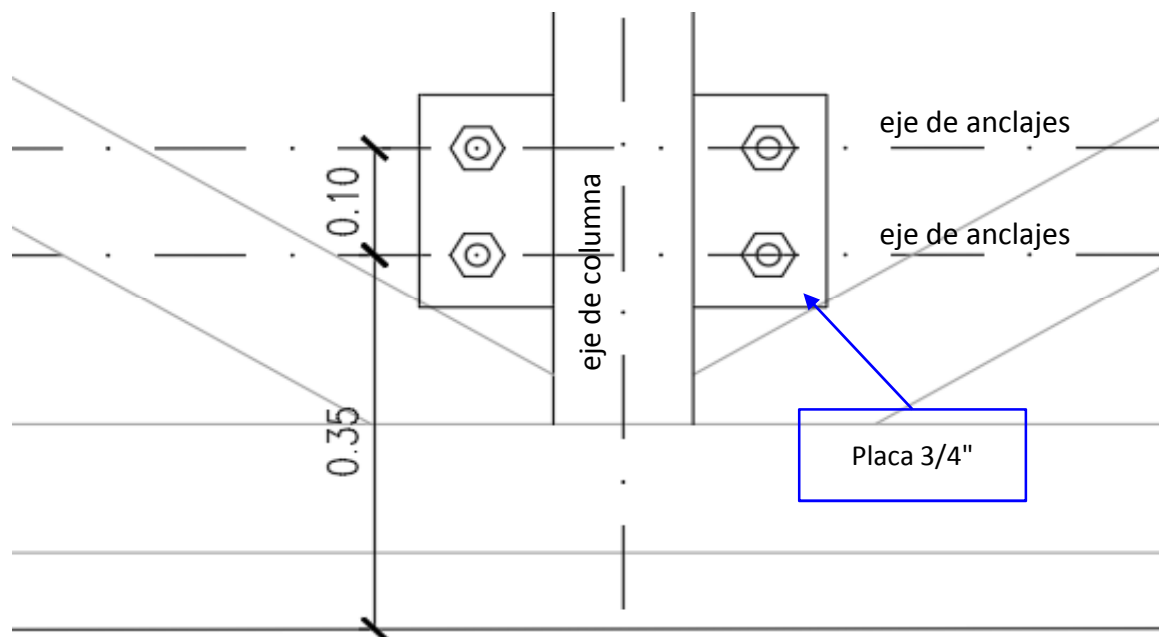 eje de anclajes
0.10
eje de columna
eje de anclajes
0.35
Placa 3/4"